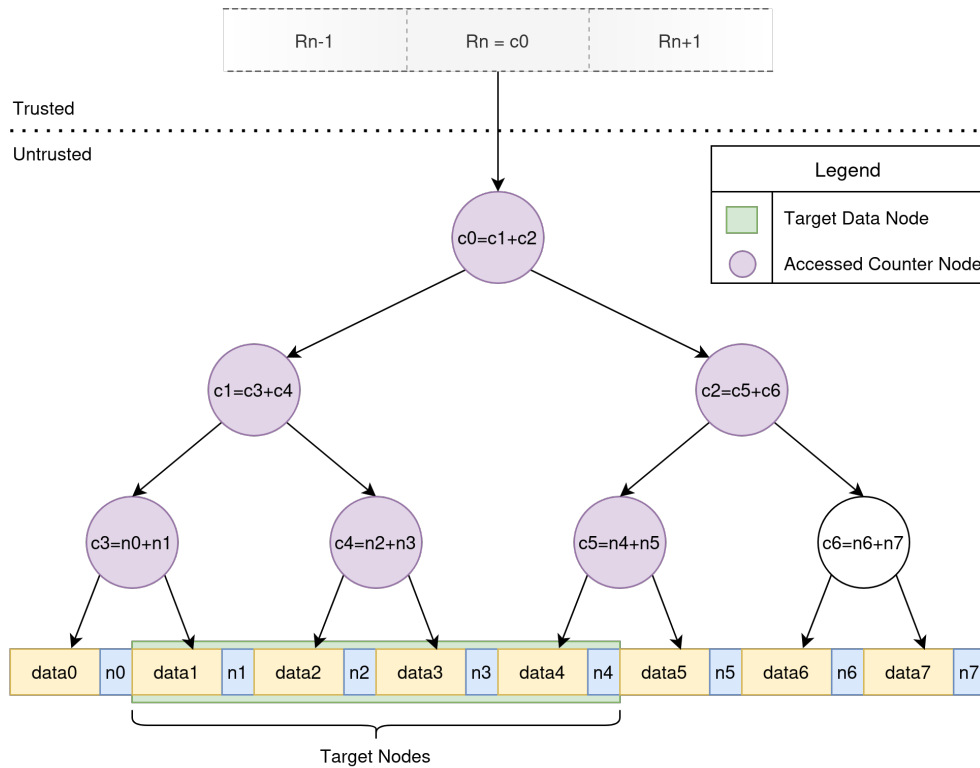 Rn-1
Rn = c0
Rn+1
Trusted
Untrusted
Legend
Target Data Node
Accessed Counter Node
c0=c1+c2
c1=c3+c4
c2=c5+c6
c3=n0+n1
c4=n2+n3
c5=n4+n5
c6=n6+n7
data0 n0 data1 n1 data2 n2 data3 n3 data4 n4 data5 n5 data6 n6 data7 n7
Target Nodes